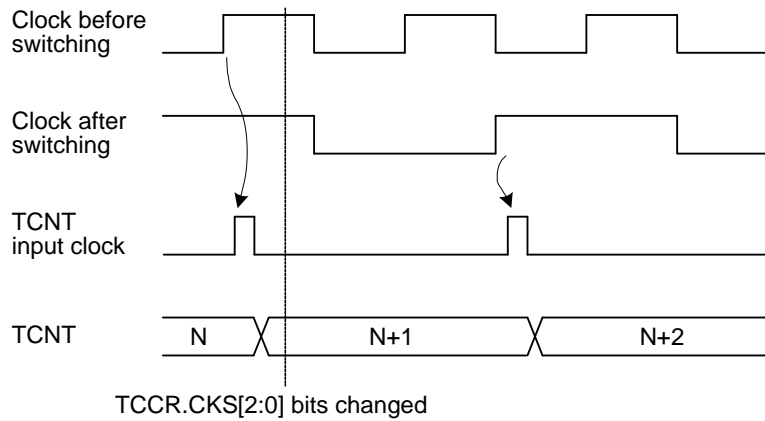 Clock before
switching
Clock after
switching
TCNT
input clock
TCNT
N
N+1
N+2
TCCR.CKS[2:0] bits changed